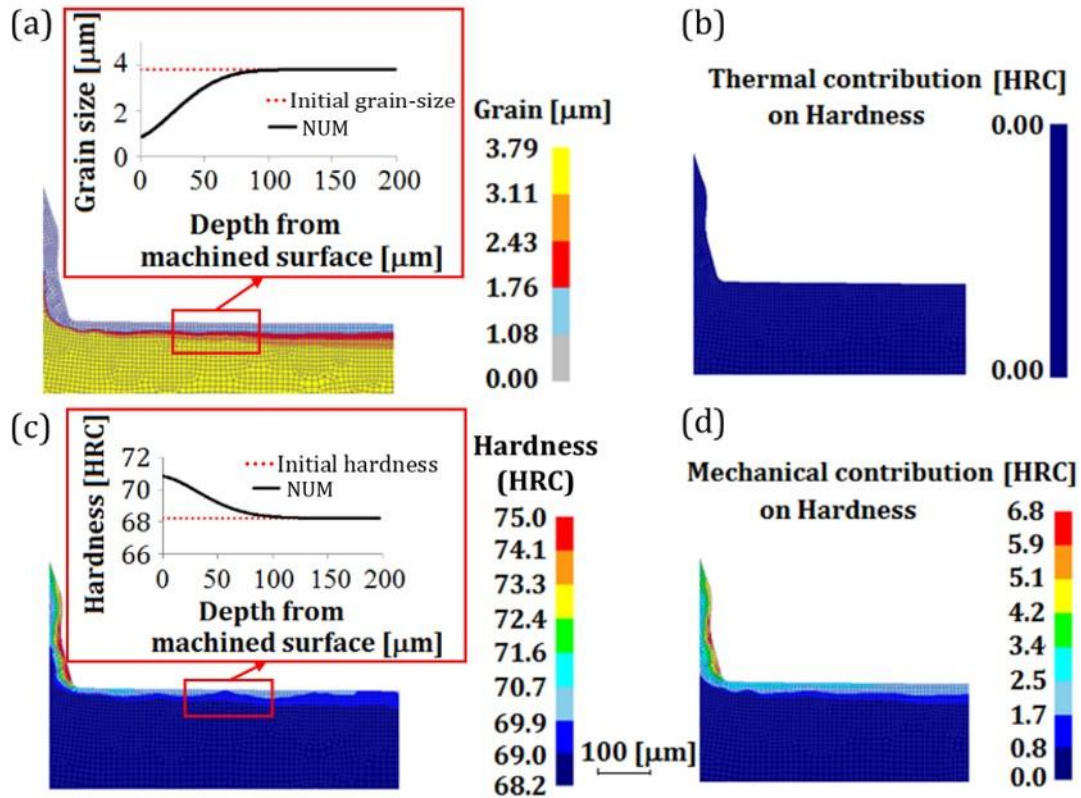 (a)
Grain size [μm]
4
2
0
Initial grain-size
NUM
0 50 100 150 200
Depth from
machined surface [μm]
Grain [μm]
3.79
3.11
2.43
1.76
1.08
0.00
(b)
Thermal contribution [HRC]
on Hardness
0.00
0.00
(c)
Hardness [HRC]
72
70
68
66
Initial hardness
NUM
0 50 100 150 200
Depth from
machined surface [μm]
Hardness
(HRC)
75.0
74.1
73.3
72.4
71.6
70.7
69.9
69.0
68.2
100 [μm]
(d)
Mechanical contribution [HRC]
on Hardness
6.8
5.9
5.1
4.2
3.4
2.5
1.7
0.8
0.0